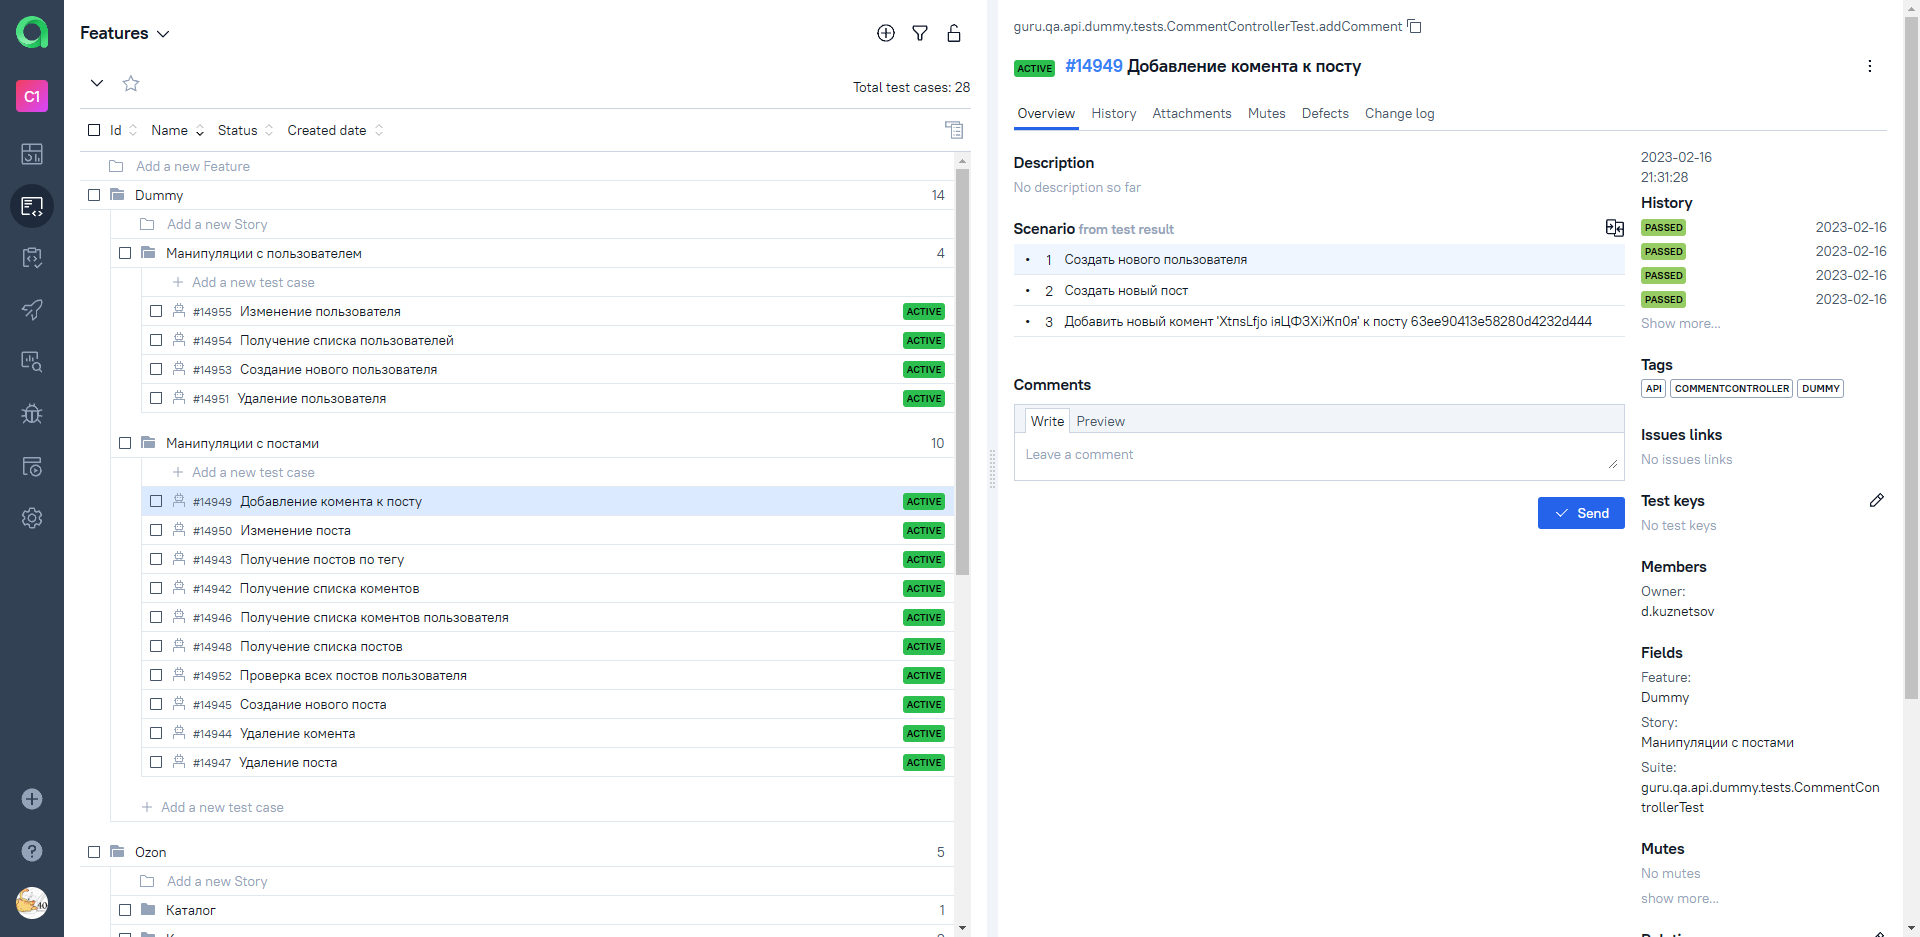 C1
Features
Total test cases: 28
Id Name Status Created date
Add a new Feature
Dummy 14
Add a new Story
Манипуляции с пользователем 4
Add a new test case
#14955 Изменение пользователя ACTIVE
#14954 Получение списка пользователей ACTIVE
#14953 Создание нового пользователя ACTIVE
#14951 Удаление пользователя ACTIVE
Манипуляции с постами 10
Add a new test case
#14949 Добавление комента к посту ACTIVE
#14950 Изменение поста ACTIVE
#14943 Получение постов по тегу ACTIVE
#14942 Получение списка коментов ACTIVE
#14946 Получение списка коментов пользователя ACTIVE
#14948 Получение списка постов ACTIVE
#14952 Проверка всех постов пользователя ACTIVE
#14945 Создание нового поста ACTIVE
#14944 Удаление комента ACTIVE
#14947 Удаление поста ACTIVE
Add a new test case
Ozon 5
Add a new Story
Каталог 1
guru.qa.api.dummy.tests.CommentControllerTest.addComment
ACTIVE #14949 Добавление комента к посту
Overview History Attachments Mutes Defects Change log
Description
No description so far
Scenario from test result
1 Создать нового пользователя
2 Создать новый пост
3 Добавить новый комент 'XtnsLfjo іяЦФЗХіЖп0я' к посту 63ee90413e58280d4232d444
Comments
Write Preview
Leave a comment
Send
2023-02-16
21:31:28
History
PASSED 2023-02-16
PASSED 2023-02-16
PASSED 2023-02-16
PASSED 2023-02-16
Show more...
Tags
API COMMENTCONTROLLER DUMMY
Issues links
No issues links
Test keys
No test keys
Members
Owner:
d.kuznetsov
Fields
Feature:
Dummy
Story:
Манипуляции с постами
Suite:
guru.qa.api.dummy.tests.CommentCon
trollerTest
Mutes
No mutes
show more...